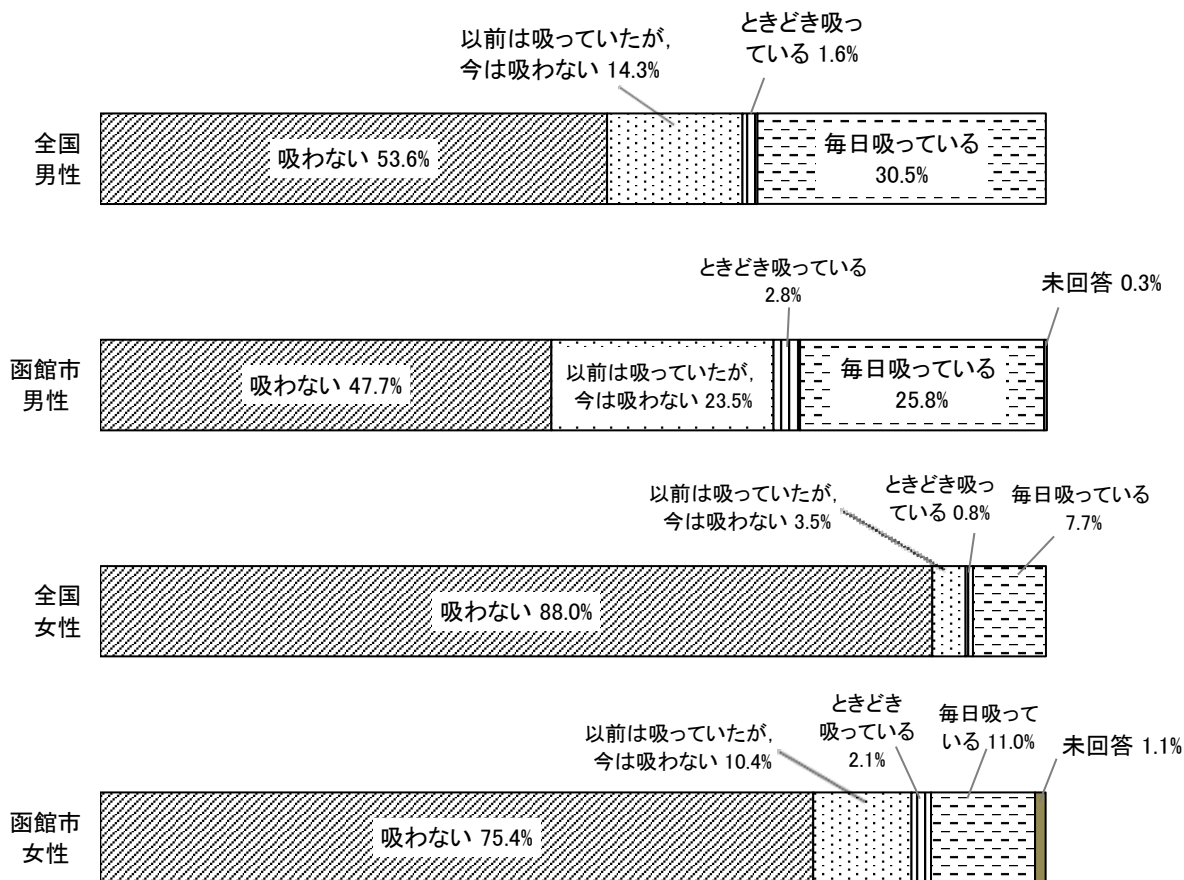 以前は吸っていたが，
今は吸わない 14.3%
ときどき吸っ
ている 1.6%
全国
男性
吸わない 53.6%
毎日吸っている
30.5%
ときどき吸っている
2.8%
未回答 0.3%
函館市
男性
吸わない 47.7%
以前は吸っていたが，
今は吸わない 23.5%
毎日吸っている
25.8%
以前は吸っていたが，
今は吸わない 3.5%
ときどき吸っ
ている 0.8%
毎日吸っている
7.7%
全国
女性
吸わない 88.0%
以前は吸っていたが，
今は吸わない 10.4%
ときどき
吸っている
2.1%
毎日吸って
いる 11.0%
未回答 1.1%
函館市
女性
吸わない 75.4%